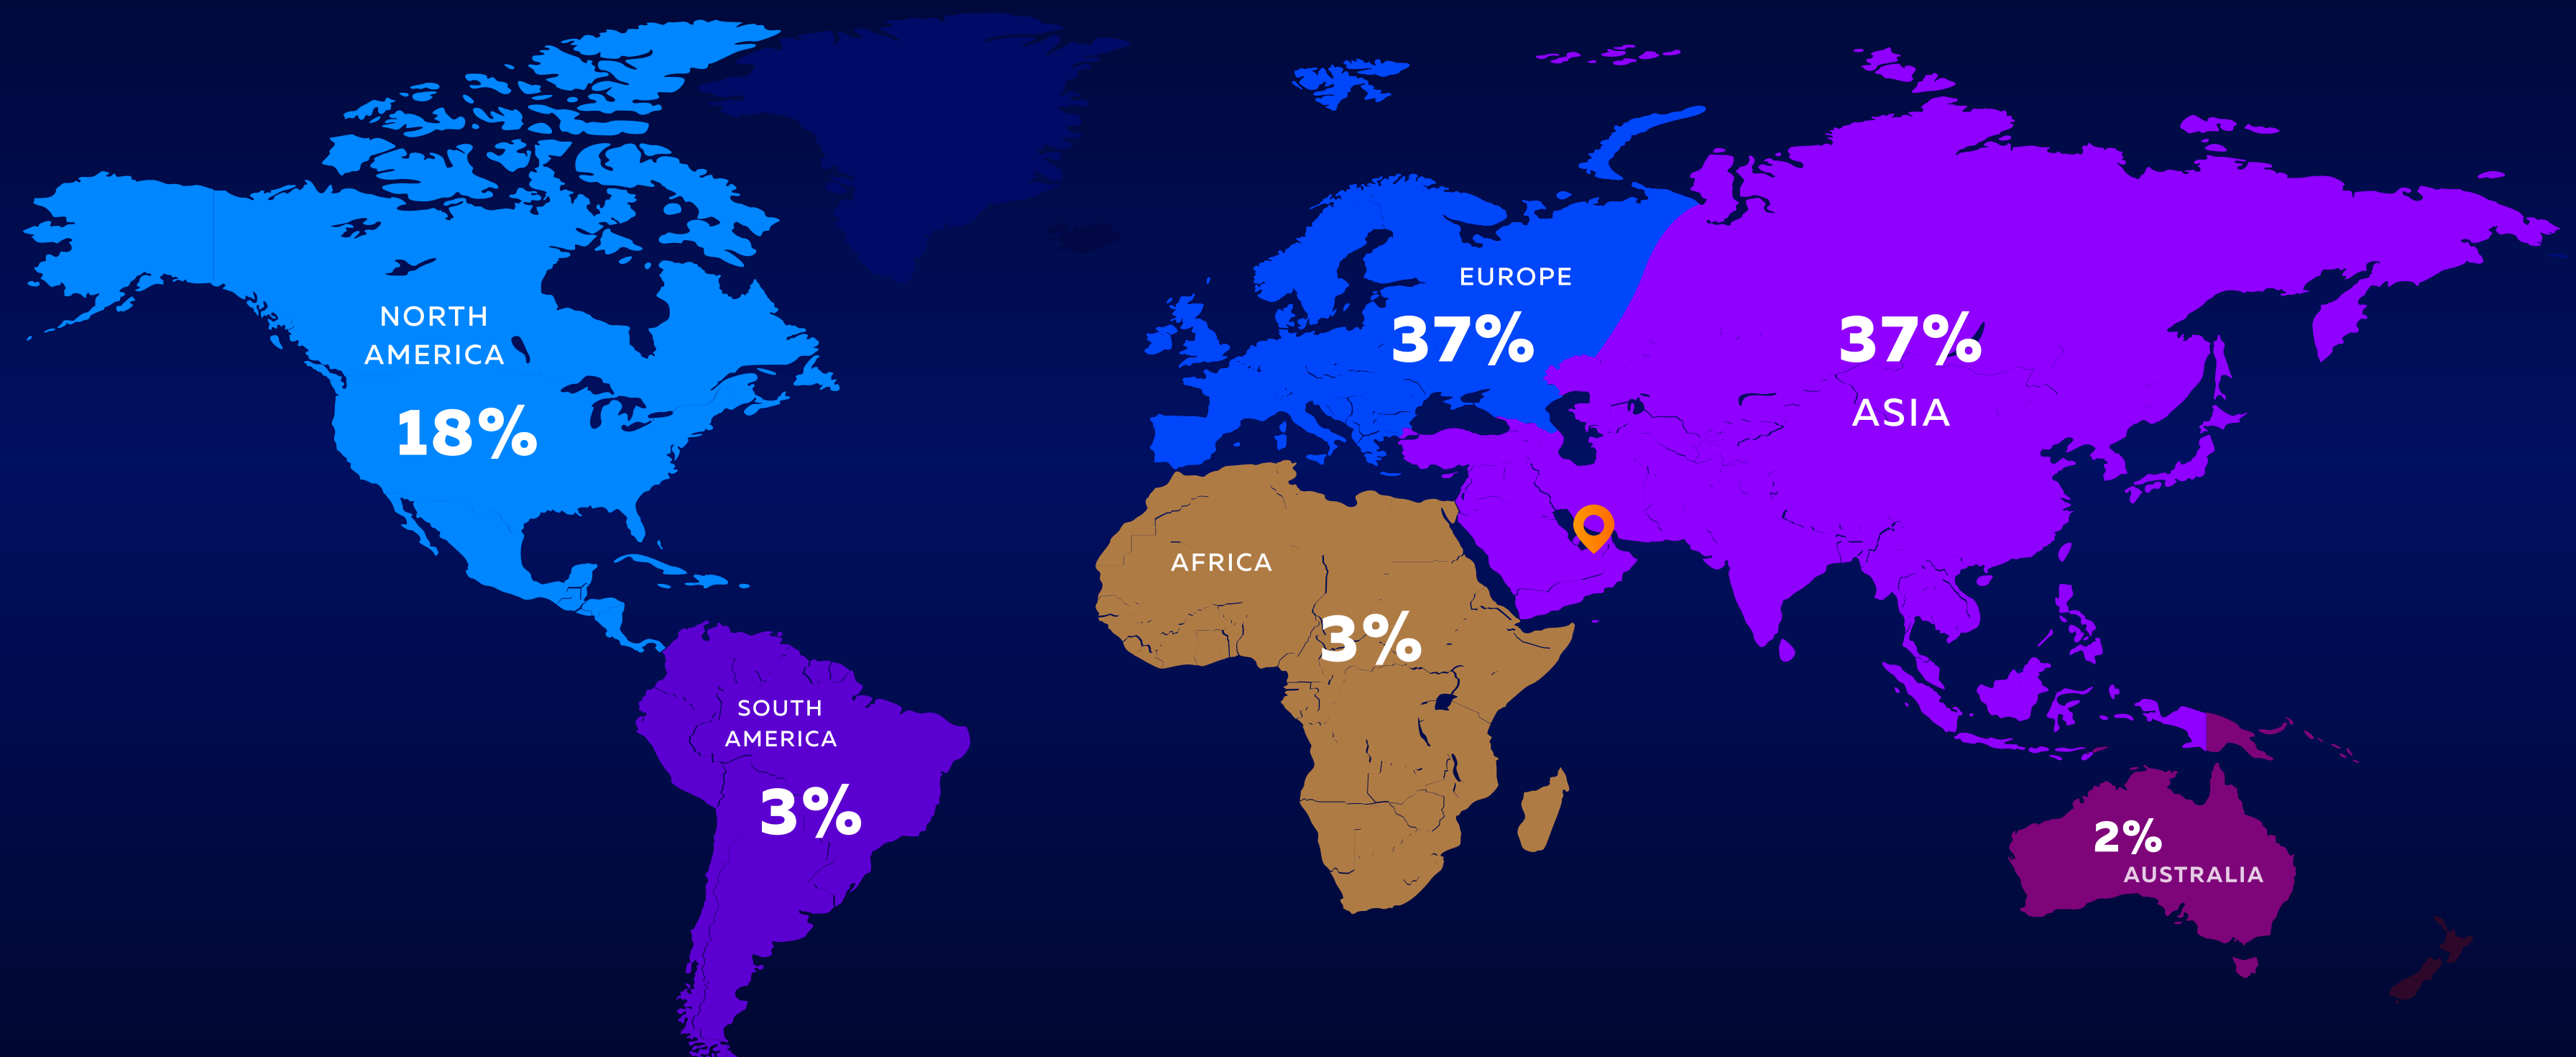 NORTH
AMERICA
18%
EUROPE
37%
37%
ASIA
AFRICA
3%
SOUTH
AMERICA
3%
2%
AUSTRALIA